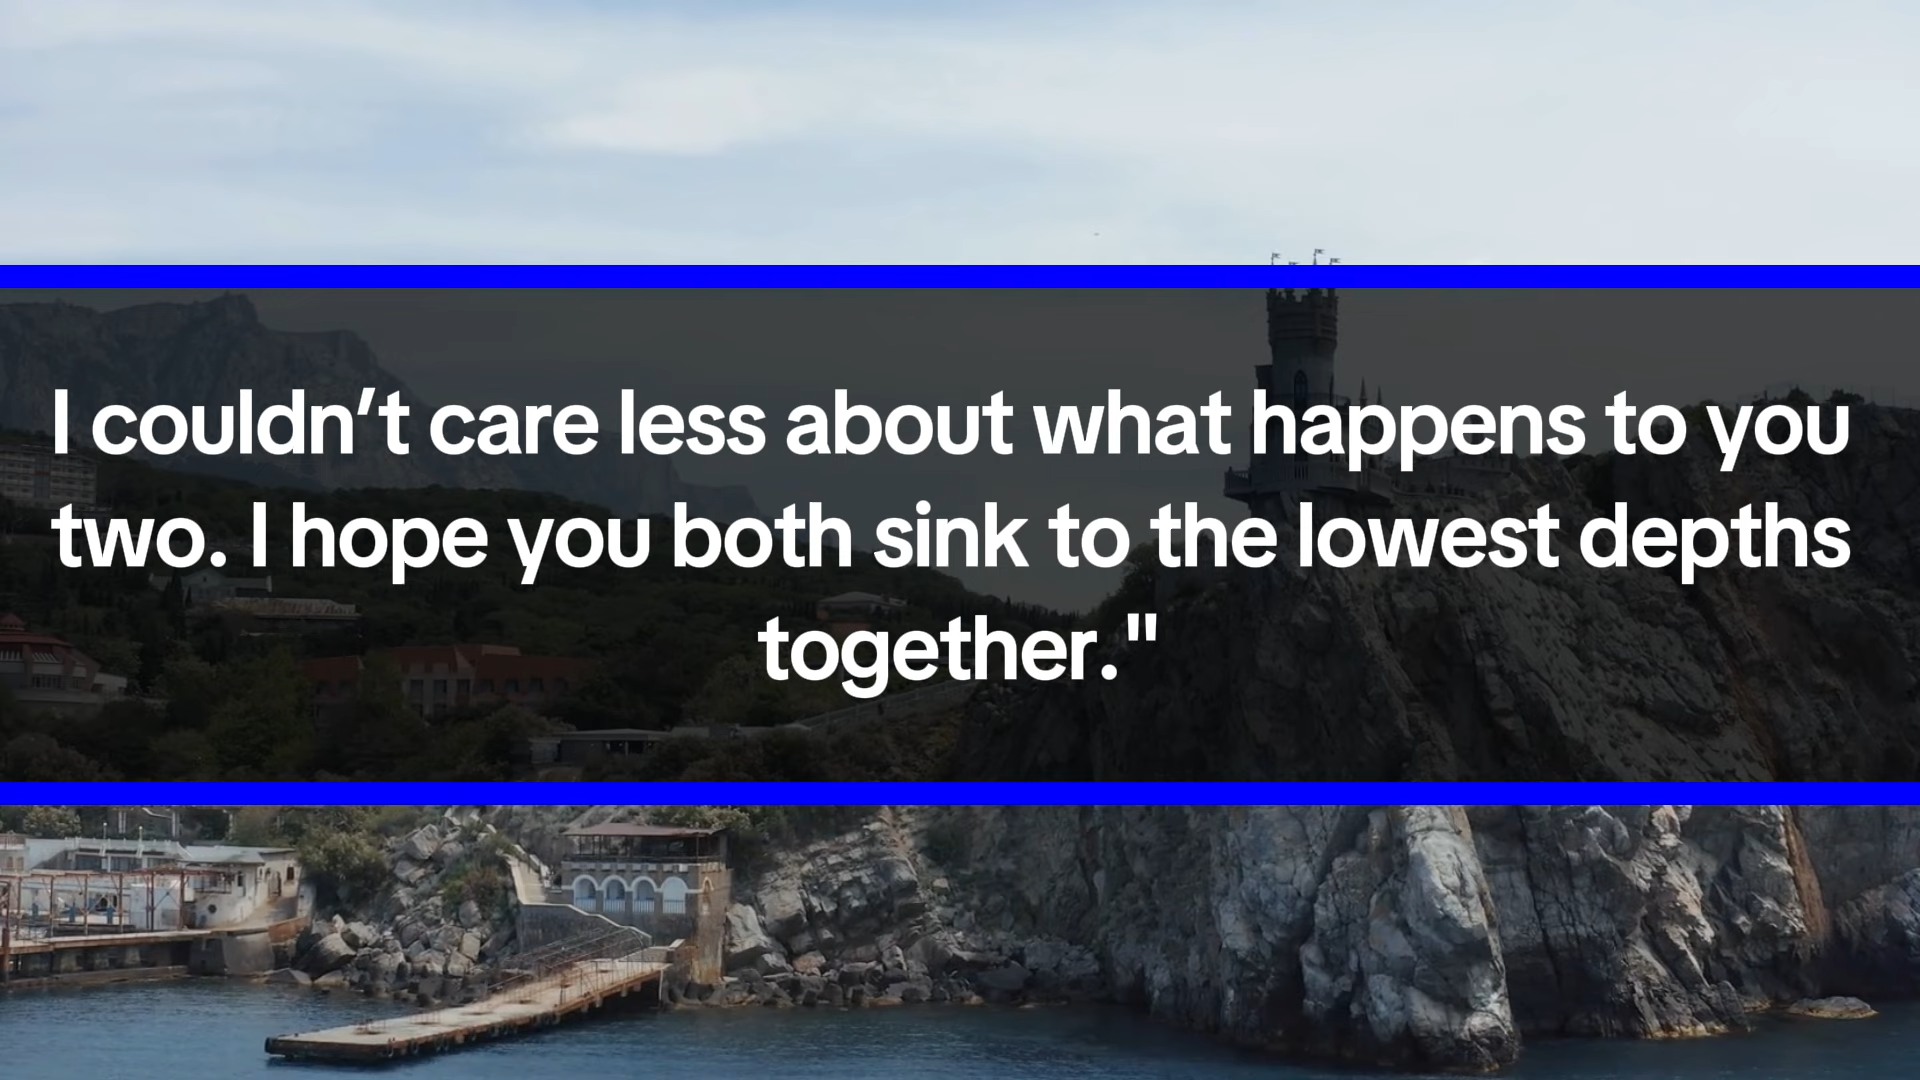 I couldn’t care less about what happens to you
two. I hope you both sink to the lowest depths
together."